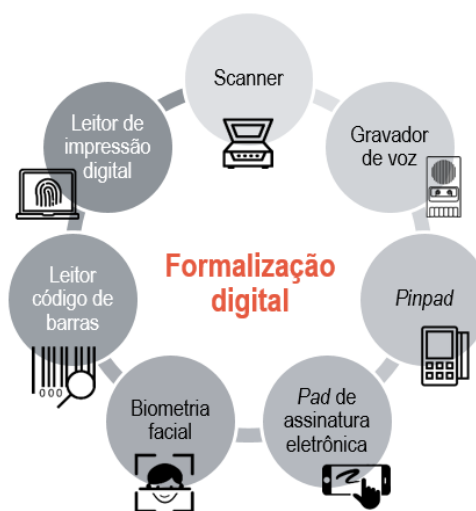 Scanner
Gravador
de voz
Pinpad
Pad de
assinatura
eletrônica
Biometria
facial
Leitor
código de
barras
Leitor de
impressão
digital
Formalização
digital